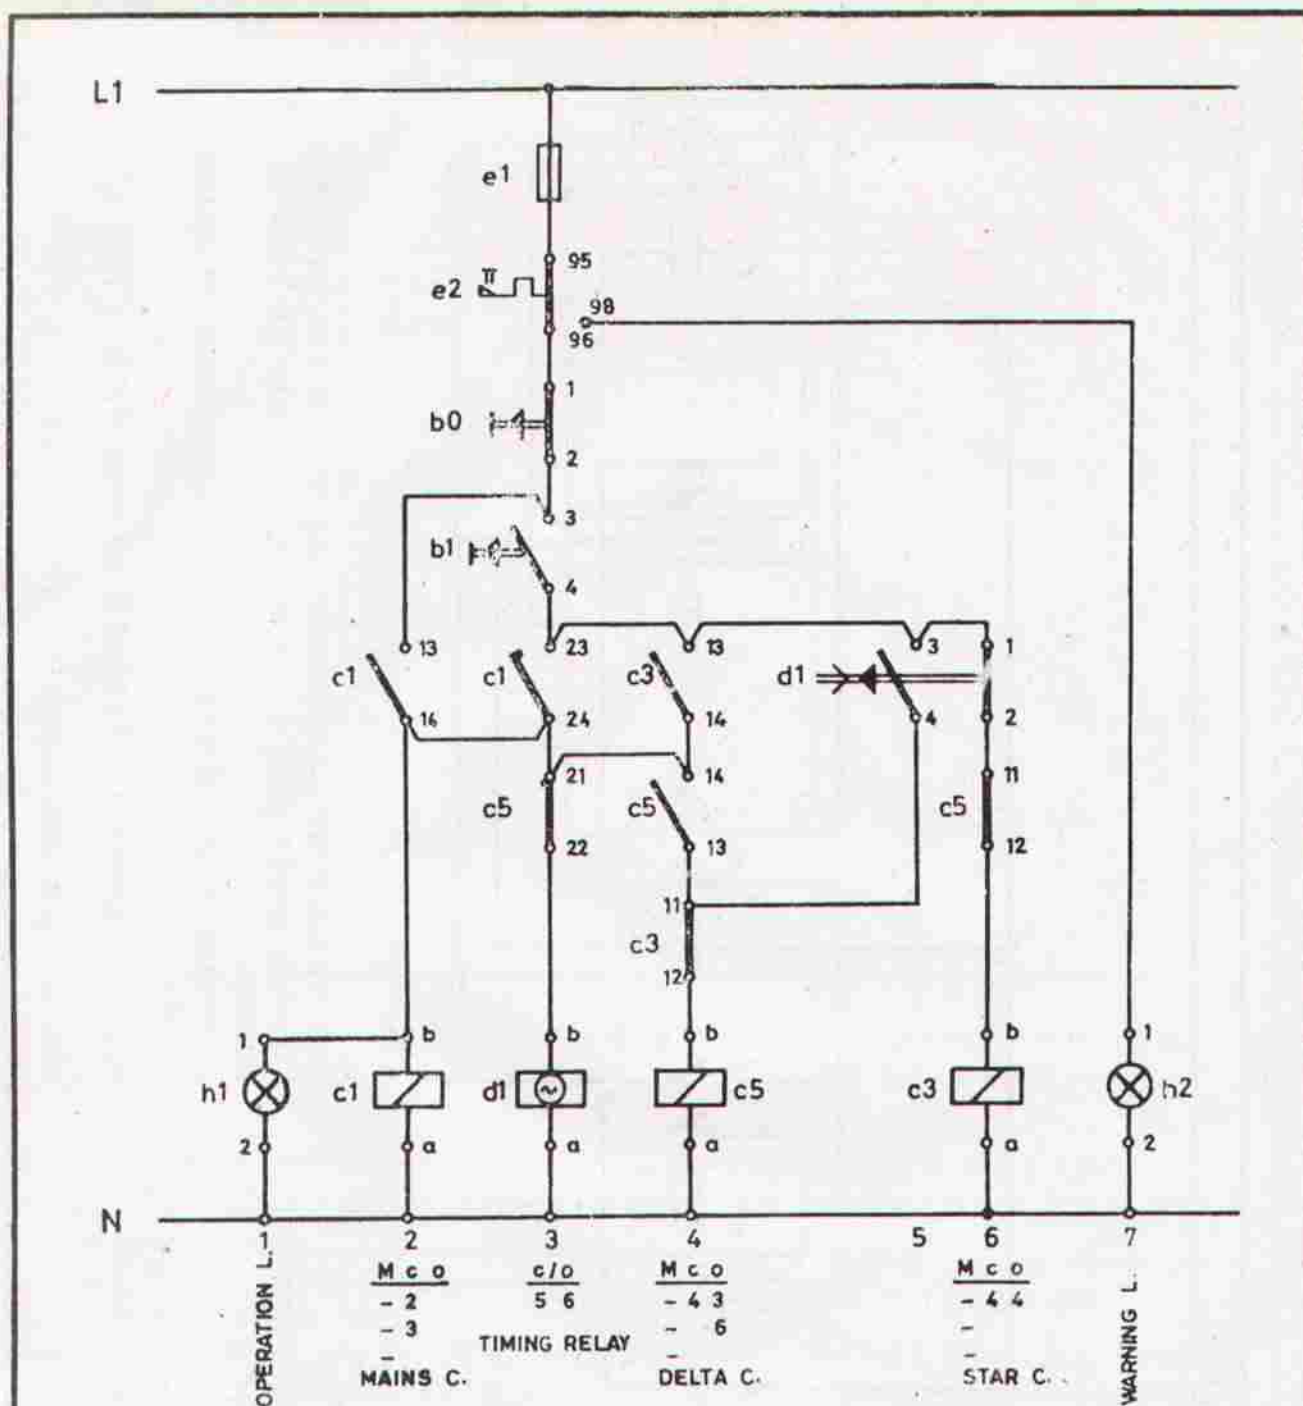 L1
e1
95
e2
98
96
1
b0
2
3
b1
4
13 23 13 3 1
c1 c1 c3 d1
16 24 14 4 2
21 14 11
c5 c5 c5
22 13 12
11
c3
12
1 b b b b 1
h1 c1 d1 c5 c3 h2
2 a a a a 2
N
1 2 3 4 5 6 7
OPERATION L.
M c o c/o M c o M c o
- 2 5 6 - 4 3 - 4 4
- 3 - 6 -
- - -
TIMING RELAY
MAINS C. DELTA C. STAR C.
WARNING L.